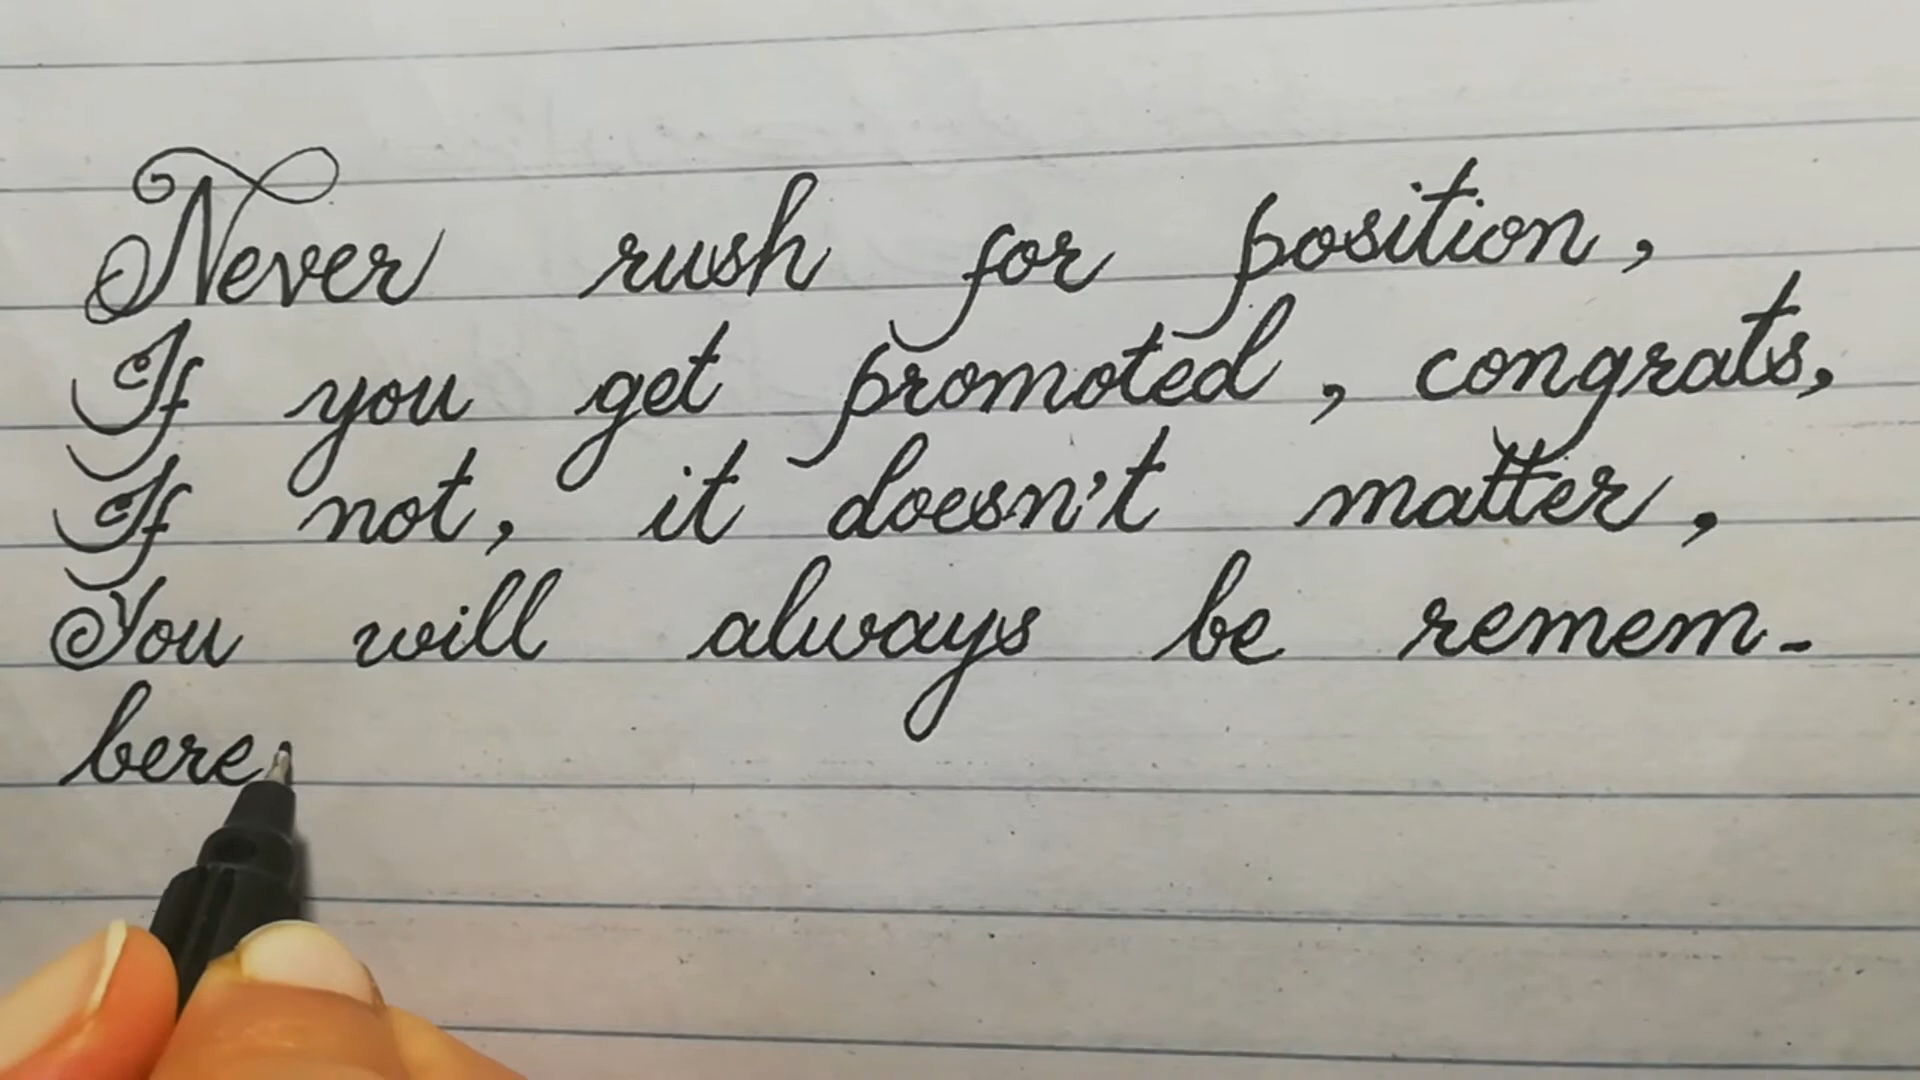 Never rush for position,
If you get promoted, congrats,
If not, it doesn't matter,
You will always be remem-
bere